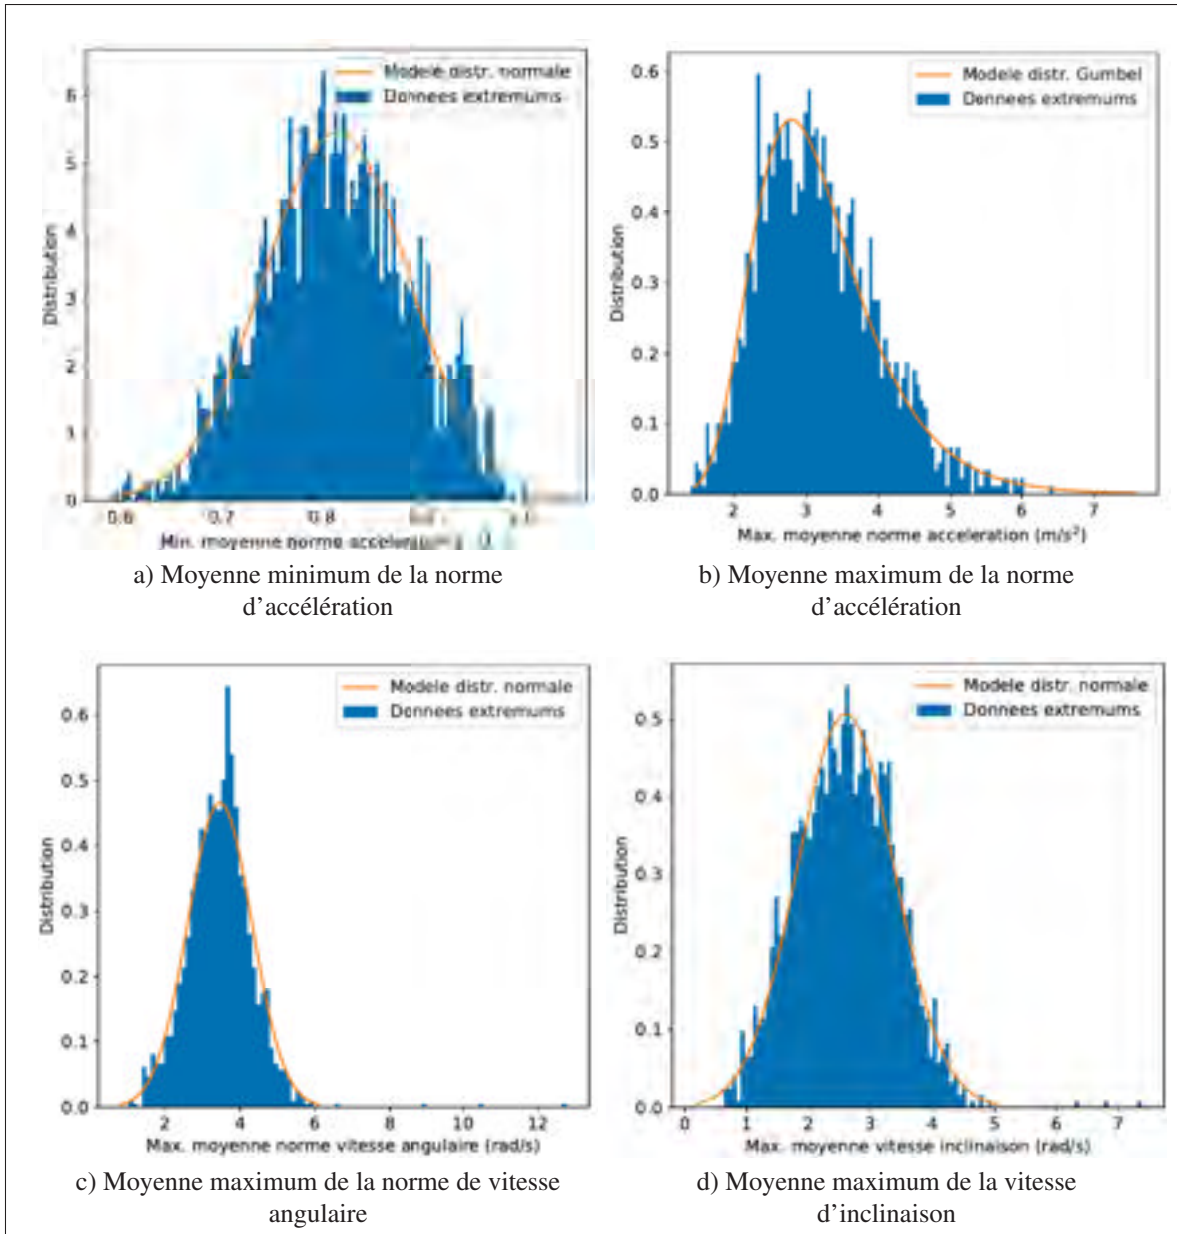 Modele distr. normale
Donnees extremums
Distribution
6
5
4
3
2
1
0
0.6 0.7 0.8
Min. moyenne norme
a) Moyenne minimum de la norme
d'accélération
Modele distr. Gumbel
Donnees extremums
Distribution
0.6
0.5
0.4
0.3
0.2
0.1
0.0
2 3 4 5 6 7
Max. moyenne norme acceleration (m/s²)
b) Moyenne maximum de la norme
d'accélération
Modele distr. normale
Donnees extremums
Distribution
0.6
0.5
0.4
0.3
0.2
0.1
0.0
2 4 6 8 10 12
Max. moyenne norme vitesse angulaire (rad/s)
c) Moyenne maximum de la norme de vitesse
angulaire
Modele distr. normale
Donnees extremums
Distribution
0.5
0.4
0.3
0.2
0.1
0.0
0 1 2 3 4 5 6 7
Max. moyenne vitesse inclinaison (rad/s)
d) Moyenne maximum de la vitesse
d'inclinaison